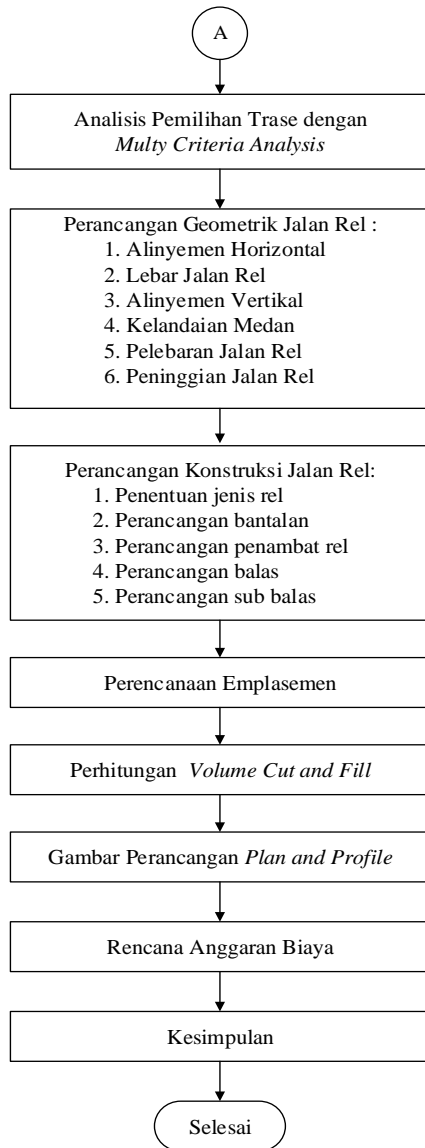 A
Analisis Pemilihan Trase dengan
Multy Criteria Analysis
Perancangan Geometrik Jalan Rel :
1. Alinyemen Horizontal
2. Lebar Jalan Rel
3. Alinyemen Vertikal
4. Kelandaian Medan
5. Pelebaran Jalan Rel
6. Peninggian Jalan Rel
Perancangan Konstruksi Jalan Rel:
1. Penentuan jenis rel
2. Perancangan bantalan
3. Perancangan penambat rel
4. Perancangan balas
5. Perancangan sub balas
Perencanaan Emplasemen
Perhitungan Volume Cut and Fill
Gambar Perancangan Plan and Profile
Rencana Anggaran Biaya
Kesimpulan
Selesai